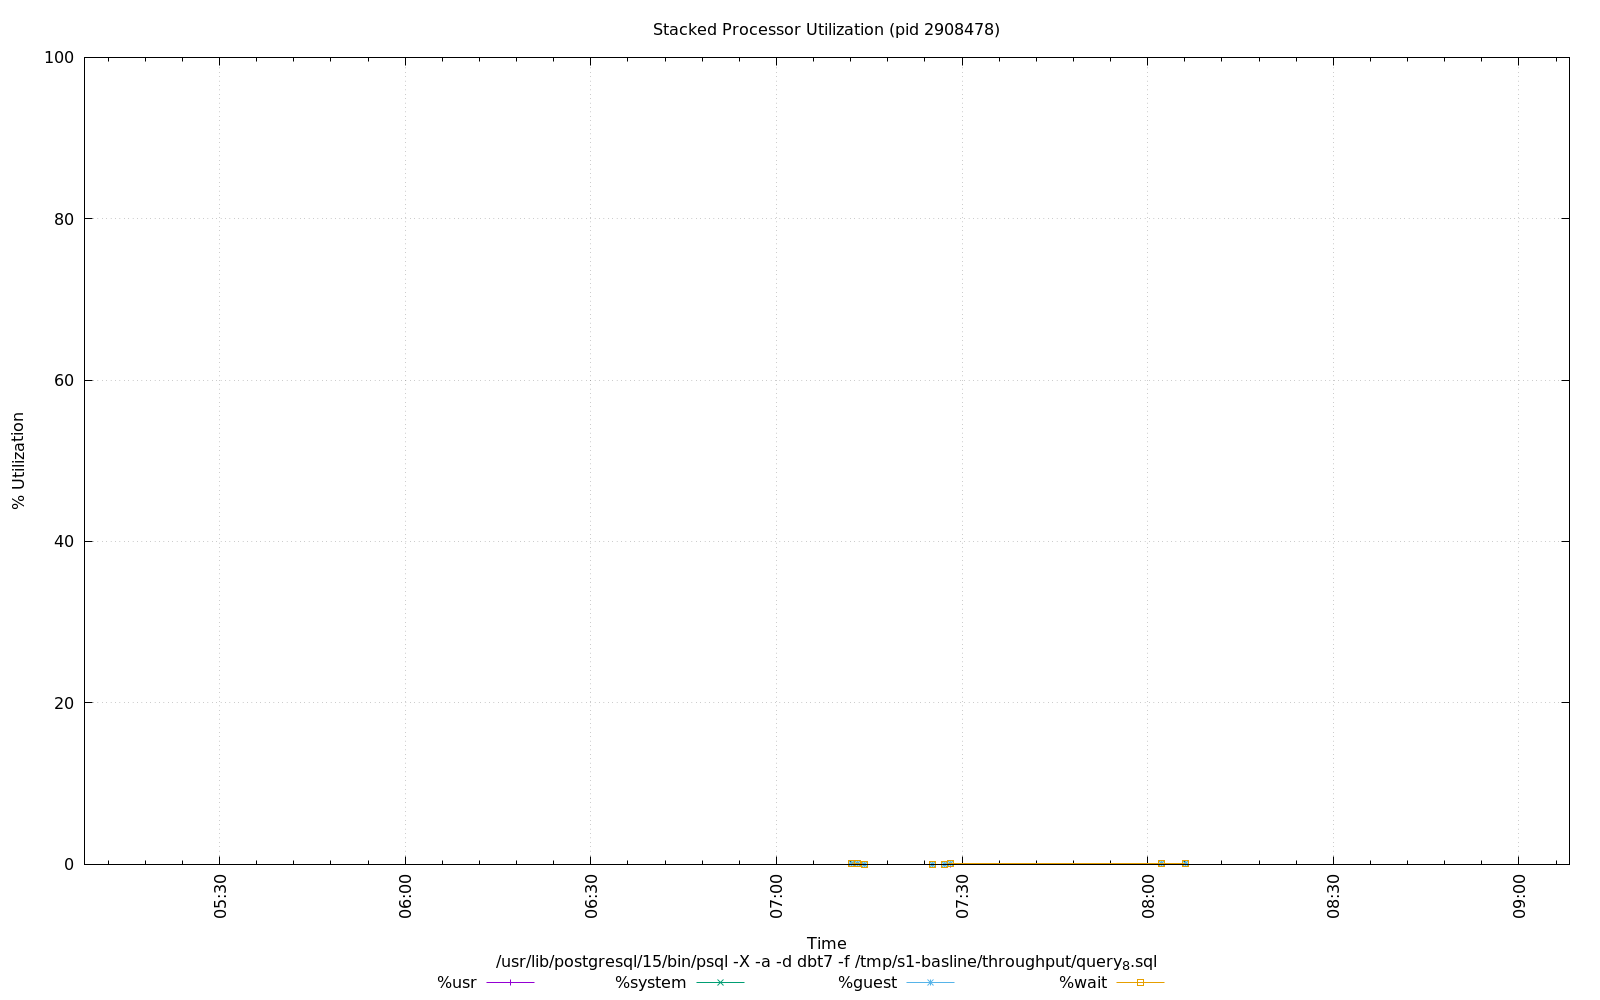 Stacked Processor Utilization (pid 2908478)
100
80
60
40
20
0
% Utilization
05:30 06:00 06:30 07:00 07:30 08:00 08:30 09:00
Time
/usr/lib/postgresql/15/bin/psql -X -a -d dbt7 -f /tmp/s1-basline/throughput/query₈.sql
%usr %system %guest %wait